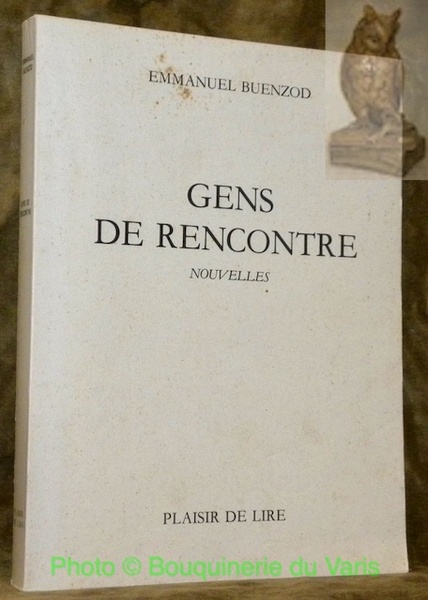 EMMANUEL BUENZOD
GENS
DE RENCONTRE
NOUVELLES
PLAISIR DE LIRE
Photo © Bouquinerie du Varis